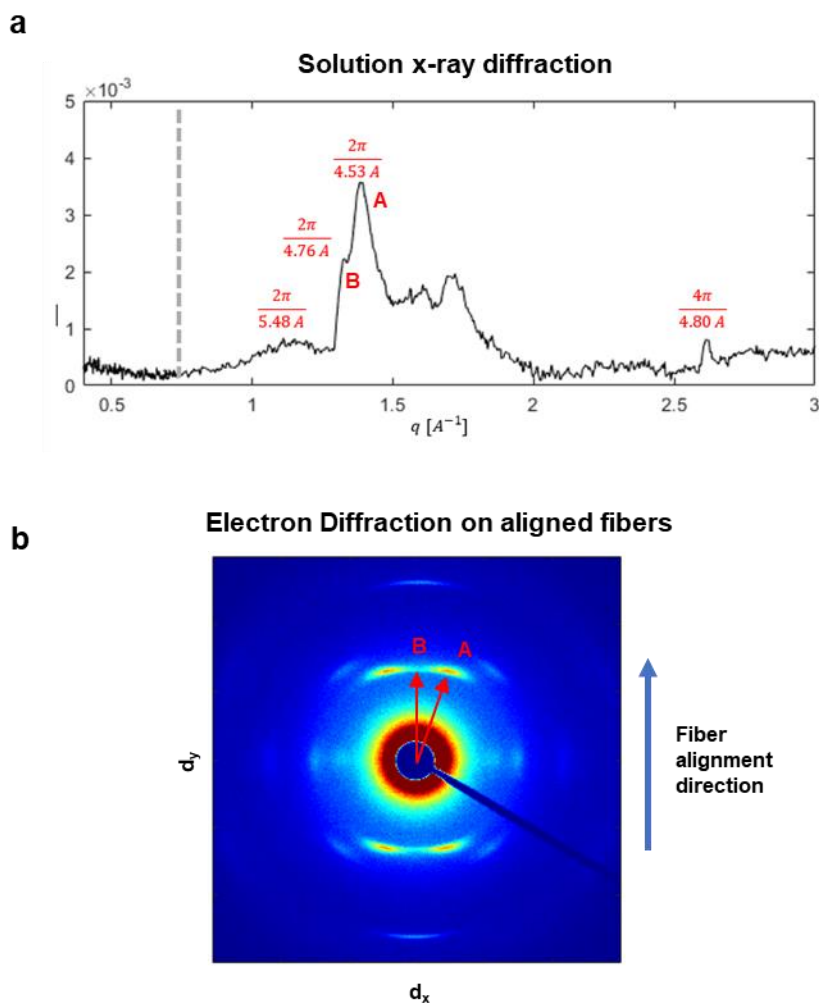 a
Solution x-ray diffraction
×10⁻³
5
4
3
2
1
0
2π
4.53 A
A
2π
4.76 A
B
2π
5.48 A
4π
4.80 A
0.5
1
1.5
2
2.5
3
q [A⁻¹]
b
Electron Diffraction on aligned fibers
B
A
Fiber
alignment
direction
dy
dx